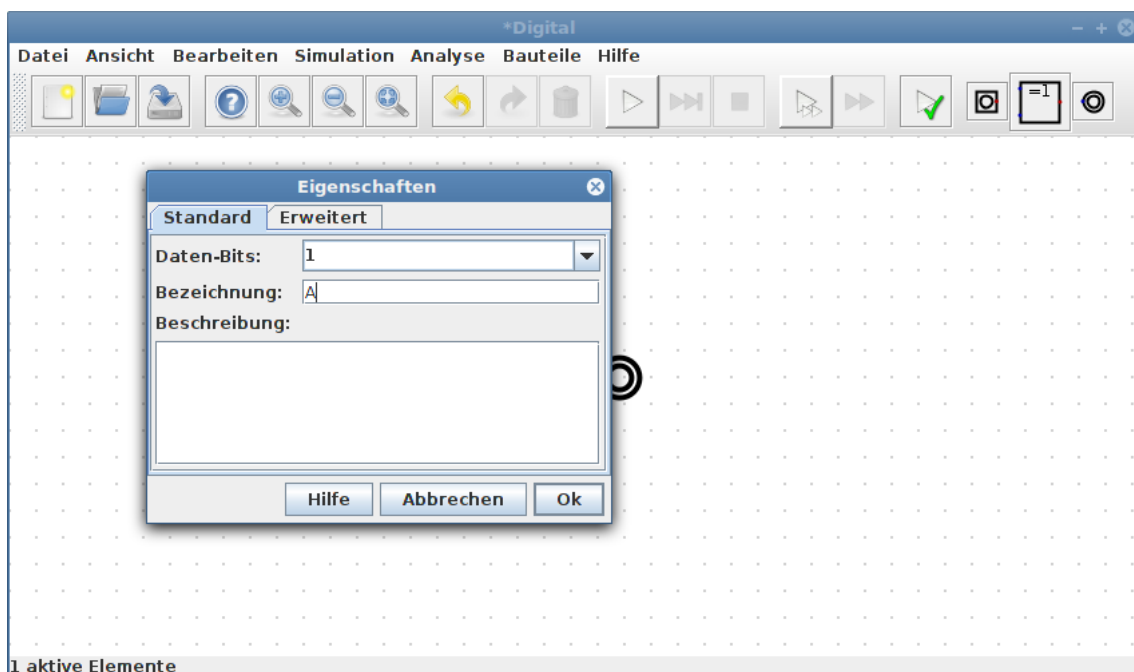 *Digital
Datei Ansicht Bearbeiten Simulation Analyse Bauteile Hilfe
=1
Eigenschaften
Standard Erweitert
Daten-Bits: 1
Bezeichnung: A
Beschreibung:
Hilfe Abbrechen Ok
1 aktive Elemente